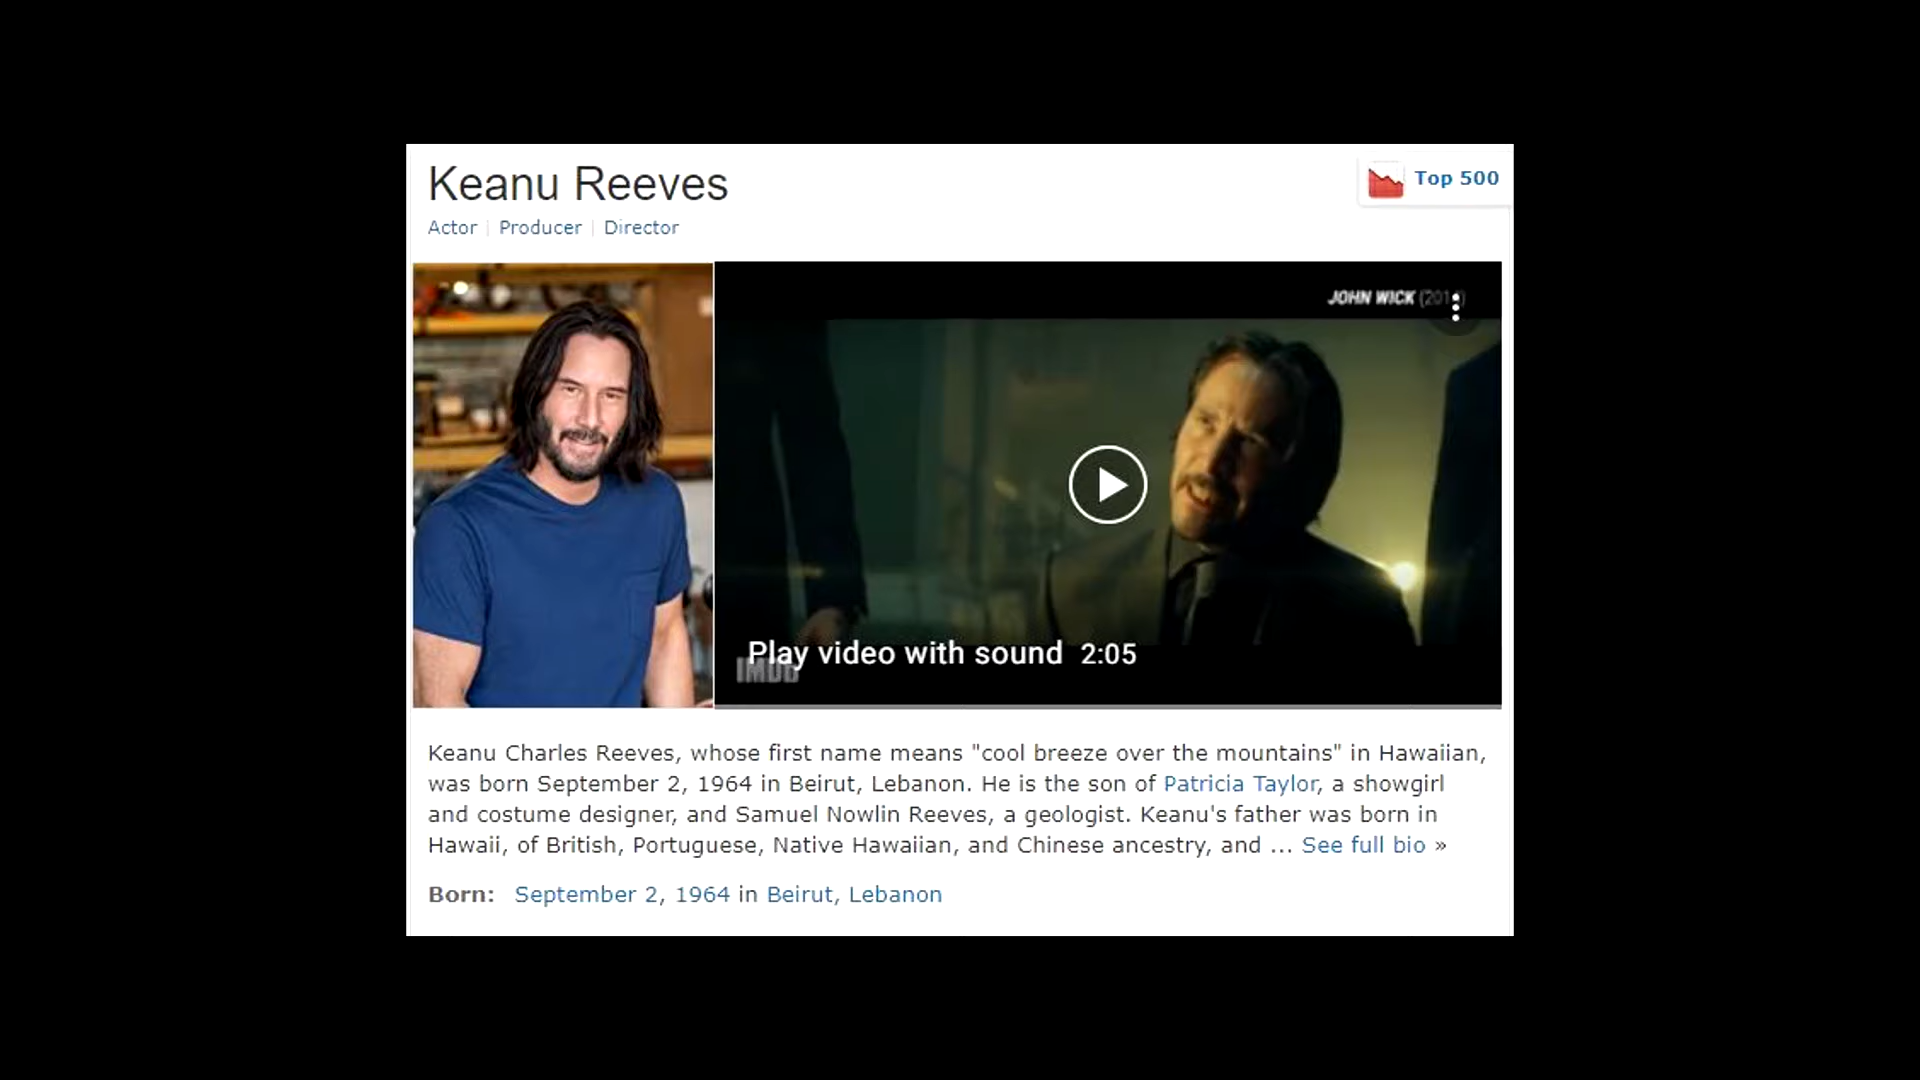 Keanu Reeves
Top 500
Actor | Producer | Director
JOHN WICK (201
Play video with sound 2:05
IMDb
Keanu Charles Reeves, whose first name means "cool breeze over the mountains" in Hawaiian,
was born September 2, 1964 in Beirut, Lebanon. He is the son of Patricia Taylor, a showgirl
and costume designer, and Samuel Nowlin Reeves, a geologist. Keanu's father was born in
Hawaii, of British, Portuguese, Native Hawaiian, and Chinese ancestry, and ... See full bio »
Born: September 2, 1964 in Beirut, Lebanon